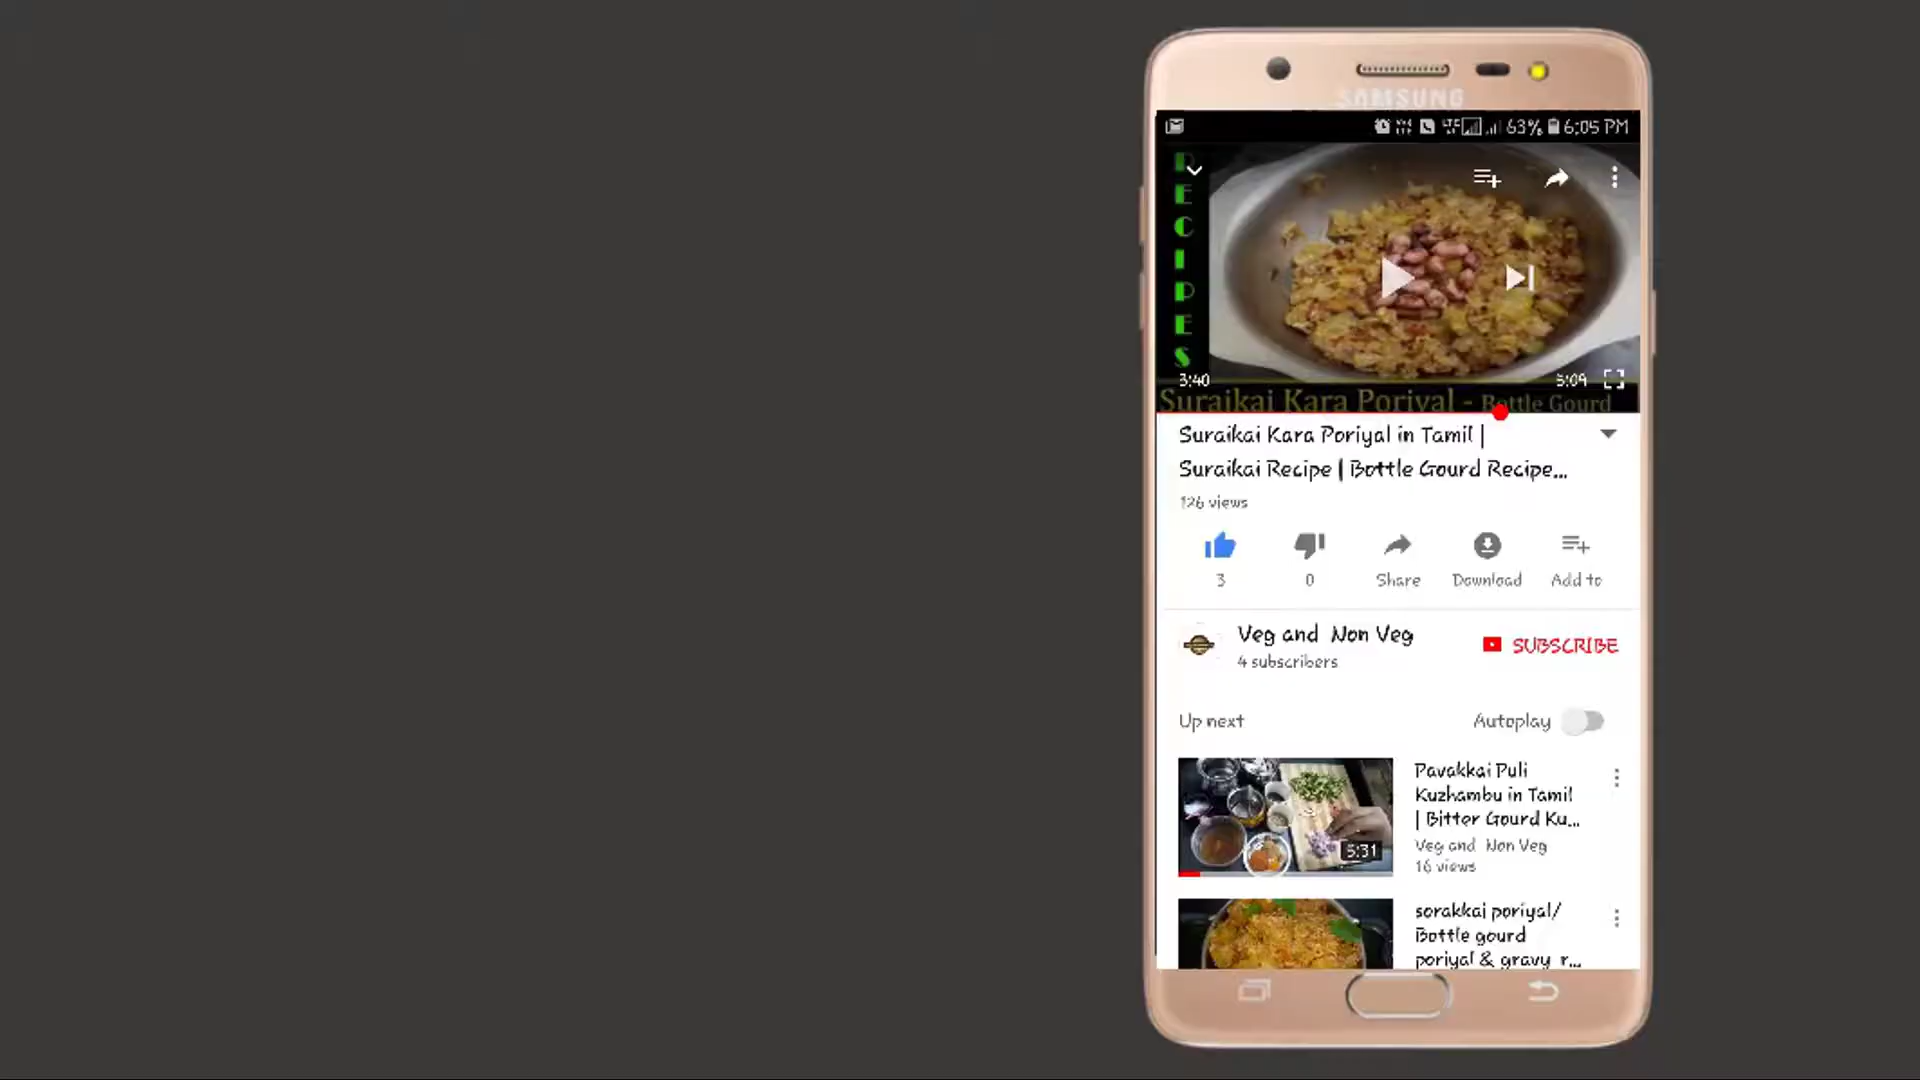 SAMSUNG
63% 6:05 PM
RECIPES
3:40
5:09
Suraikai Kara Poriyal - Bottle Gourd
Suraikai Kara Poriyal in Tamil |
Suraikai Recipe | Bottle Gourd Recipe...
126 views
3
0
Share
Download
Add to
Veg and Non Veg
4 subscribers
SUBSCRIBE
Up next
Autoplay
5:31
Pavakkai Puli
Kuzhambu in Tamil
| Bitter Gourd Ku...
Veg and Non Veg
16 views
sorakkai poriyal/
Bottle gourd
poriyal & gravy r...